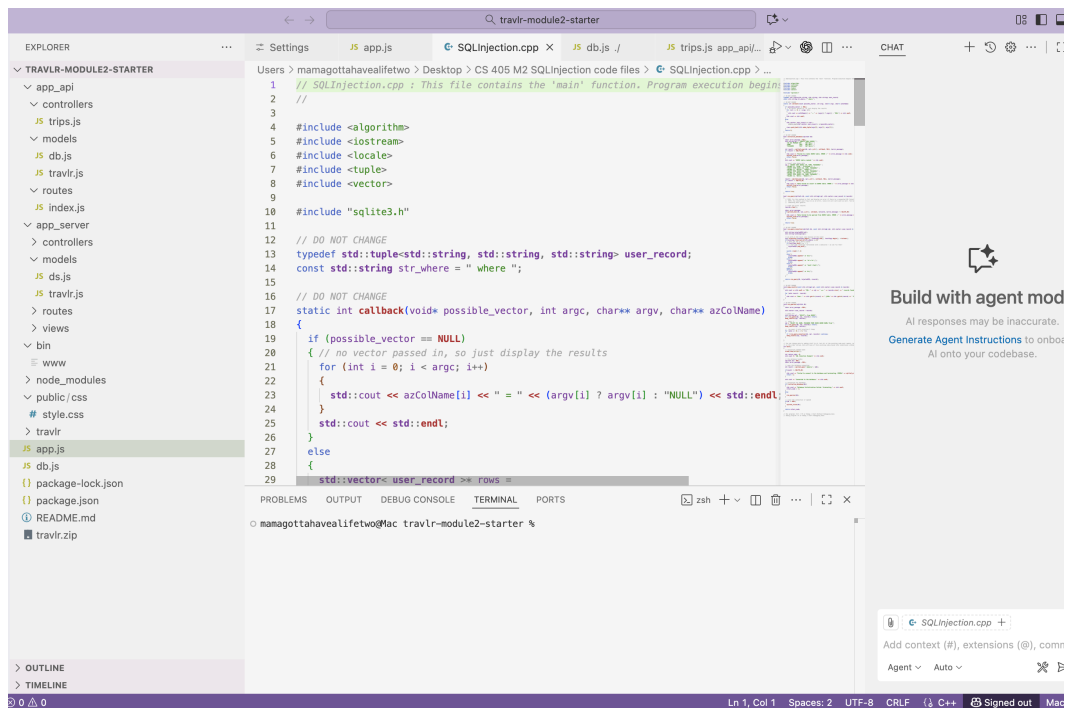 travlr-module2-starter
EXPLORER
TRAVLR-MODULE2-STARTER
app_api
controllers
JS trips.js
models
JS db.js
JS travlr.js
routes
JS index.js
app_server
controllers
models
JS ds.js
JS travlr.js
routes
views
bin
www
node_modules
public/css
# style.css
travlr
JS app.js
JS db.js
{} package-lock.json
{} package.json
README.md
travlr.zip
OUTLINE
TIMELINE
Settings
JS app.js
SQLInjection.cpp
JS db.js ./
JS trips.js app_api/...
Users > mamagottahavealifetwo > Desktop > CS 405 M2 SQLInjection code files > SQLInjection.cpp > ...
1 // SQLInjection.cpp : This file contains the 'main' function. Program execution begins
2 //
3
4 #include <algorithm>
5 #include <iostream>
6 #include <locale>
7 #include <tuple>
8 #include <vector>
9
10 #include "sqlite3.h"
11
12 // DO NOT CHANGE
13 typedef std::tuple<std::string, std::string, std::string> user_record;
14 const std::string str_where = " where ";
15
16 // DO NOT CHANGE
17 static int callback(void* possible_vector, int argc, char** argv, char** azColName)
18 {
19 if (possible_vector == NULL)
20 { // no vector passed in, so just display the results
21 for (int i = 0; i < argc; i++)
22 {
23 std::cout << azColName[i] << " = " << (argv[i] ? argv[i] : "NULL") << std::endl;
24 }
25 std::cout << std::endl;
26 }
27 else
28 {
29 std::vector< user_record >* rows =
PROBLEMS OUTPUT DEBUG CONSOLE TERMINAL PORTS
zsh
mamagottahavealifetwo@Mac travlr-module2-starter %
CHAT
Build with agent mod
AI responses may be inaccurate.
Generate Agent Instructions to onboa
AI onto your codebase.
SQLInjection.cpp
Add context (#), extensions (@), comm
Agent Auto
0 0
Ln 1, Col 1 Spaces: 2 UTF-8 CRLF {} C++ Signed out Mac